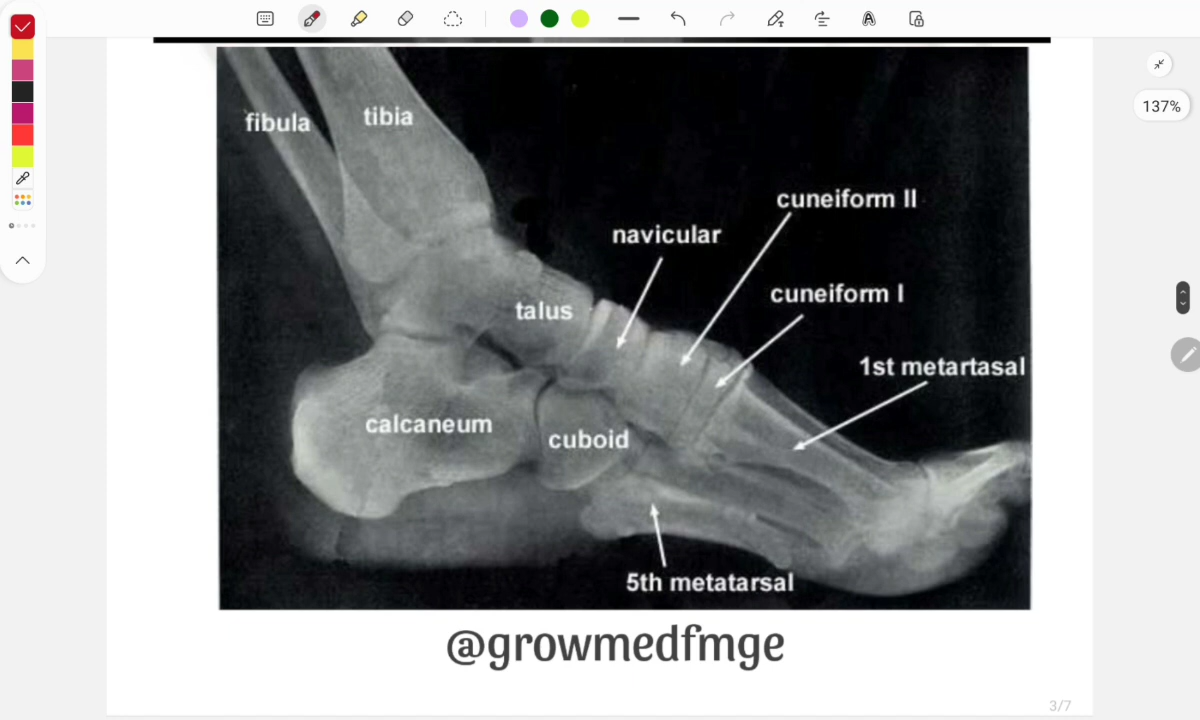 137%
fibula
tibia
cuneiform II
navicular
cuneiform I
talus
1st metartasal
calcaneum
cuboid
5th metatarsal
@growmedfmge
3/7